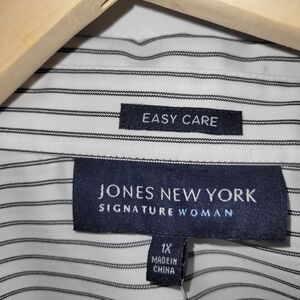 EASY CARE
JONES NEW YORK
SIGNATURE WOMAN
1X
MADE IN
CHINA